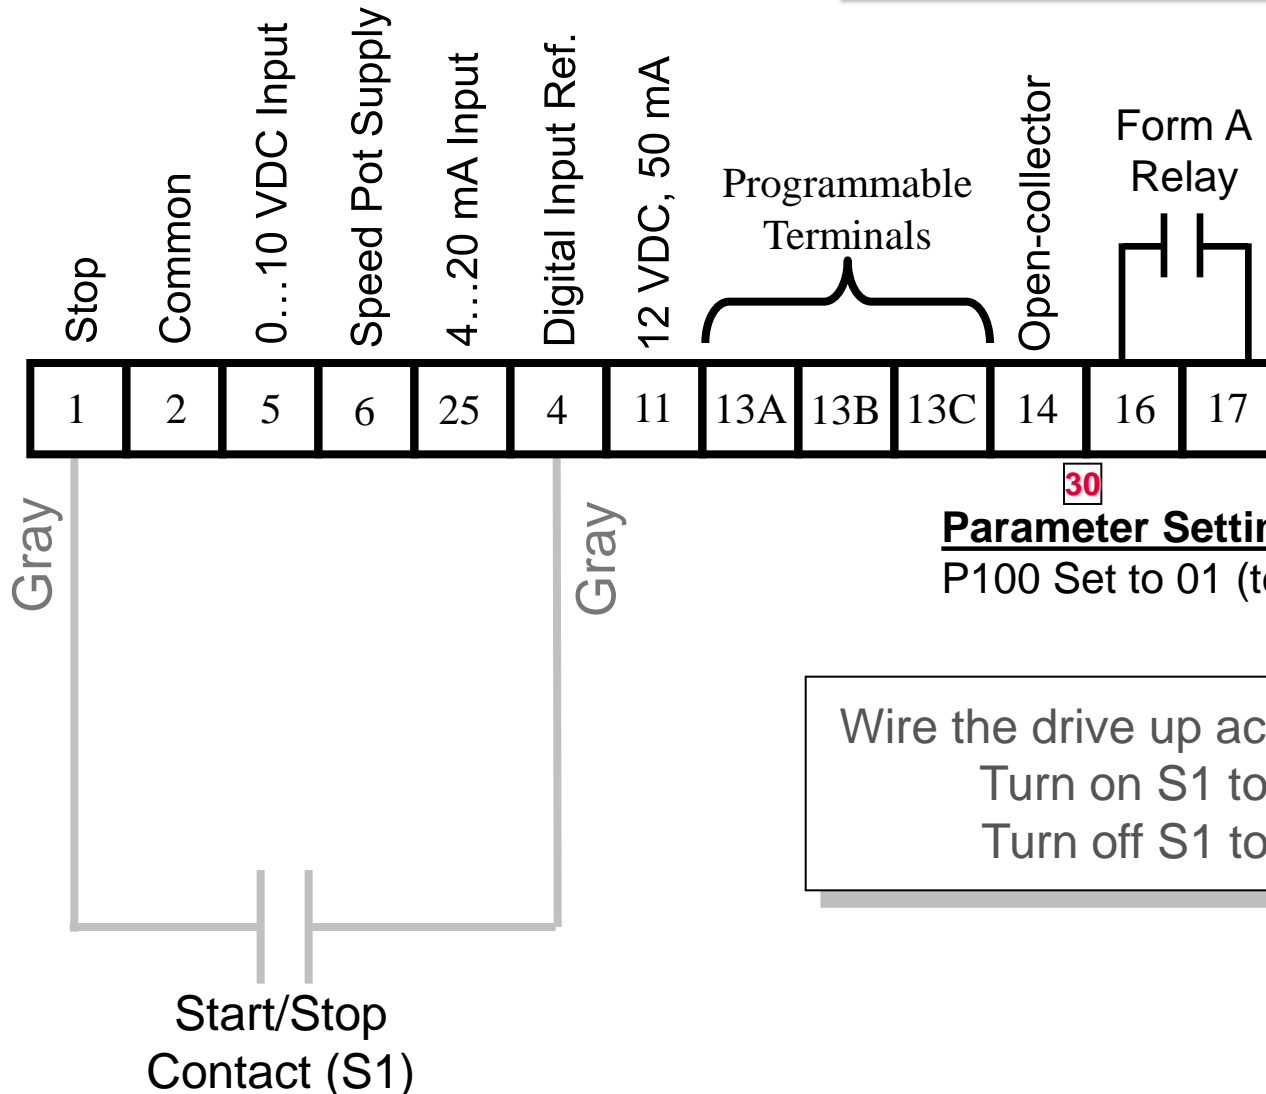 Stop
Common
0…10 VDC Input
Speed Pot Supply
4…20 mA Input
Digital Input Ref.
12 VDC, 50 mA
Programmable
Terminals
Open-collector
Form A
Relay
1 2 5 6 25 4 11 13A 13B 13C 14 16 17
30
Gray
Gray
Parameter
P100 Set to 01
Wire the drive up
Turn on S1 to
Turn off S1 to
Start/Stop
Contact (S1)